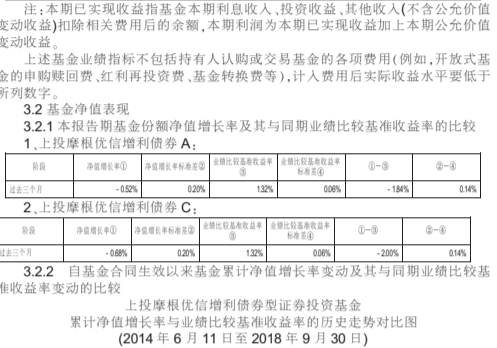 注：本期已实现收益指基金本期利息收入、投资收益、其他收入(不含公允价值
变动收益)扣除相关费用后的余额，本期利润为本期已实现收益加上本期公允价值
变动收益。
上述基金业绩指标不包括持有人认购或交易基金的各项费用(例如，开放式基
金的申购赎回费、红利再投资费、基金转换费等)，计入费用后实际收益水平要低于
所列数字。
3.2 基金净值表现
3.2.1 本报告期基金份额净值增长率及其与同期业绩比较基准收益率的比较
1、上投摩根优信增利债券 A：
阶段 净值增长率① 净值增长率标准差② 业绩比较基准收益率③ 业绩比较基准收益率标准差④ ①-③ ②-④
过去三个月 -0.52% 0.20% 1.32% 0.06% -1.84% 0.14%
2、上投摩根优信增利债券 C：
阶段 净值增长率① 净值增长率标准差② 业绩比较基准收益率③ 业绩比较基准收益率标准差④ ①-③ ②-④
过去三个月 -0.68% 0.20% 1.32% 0.06% -2.00% 0.14%
3.2.2 自基金合同生效以来基金累计净值增长率变动及其与同期业绩比较基
准收益率变动的比较
上投摩根优信增利债券型证券投资基金
累计净值增长率与业绩比较基准收益率的历史走势对比图
(2014 年 6 月 11 日至 2018 年 9 月 30 日)